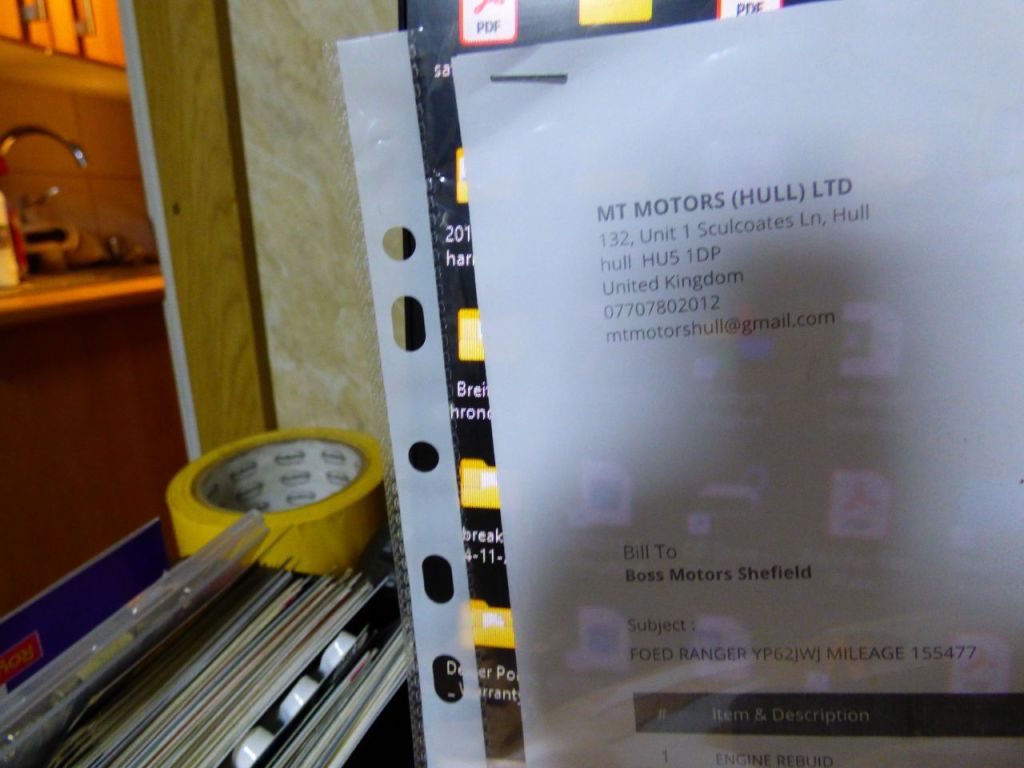 PDF
PDF
MT MOTORS (HULL) LTD
132, Unit 1 Sculcoates Ln, Hull
hull HU5 1DP
United Kingdom
07707802012
mtmotorshull@gmail.com
Bill To
Boss Motors Shefield
Subject :
FOED RANGER YP62JWJ MILEAGE 155477
# Item & Description
1 ENGINE REBUID